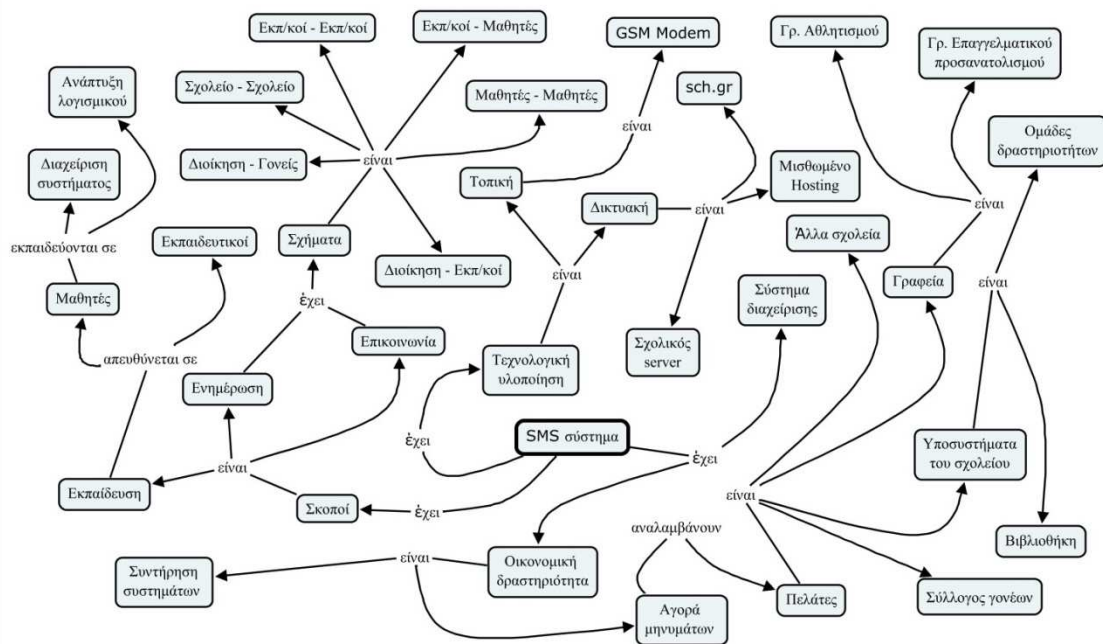 Εκπ/κοί - Εκπ/κοί
Εκπ/κοί - Μαθητές
GSM Modem
Γρ. Αθλητισμού
Γρ. Επαγγελματικού
προσανατολισμού
Ανάπτυξη
λογισμικού
Σχολείο - Σχολείο
Μαθητές - Μαθητές
sch.gr
είναι
Ομάδες
δραστηριοτήτων
Διαχείριση
συστήματος
Διοίκηση - Γονείς
είναι
Τοπική
Μισθωμένο
Hosting
Δικτυακή
είναι
είναι
εκπαιδεύονται σε
Εκπαιδευτικοί
Σχήματα
Άλλα σχολεία
Διοίκηση - Εκπ/κοί
είναι
Γραφεία
είναι
Μαθητές
ἐχει
Σύστημα
διαχείρισης
απευθύνεται σε
Επικοινωνία
Τεχνολογική
υλοποίηση
Σχολικός
server
Ενημέρωση
SMS σύστημα
ἐχει
ἐχει
Υποσυστήματα
του σχολείου
είναι
Εκπαίδευση
Σκοποί
ἐχει
είναι
αναλαμβάνουν
Βιβλιοθήκη
είναι
Συντήρηση
συστημάτων
Οικονομική
δραστηριότητα
Αγορά
μηνυμάτων
Πελάτες
Σύλλογος γονέων